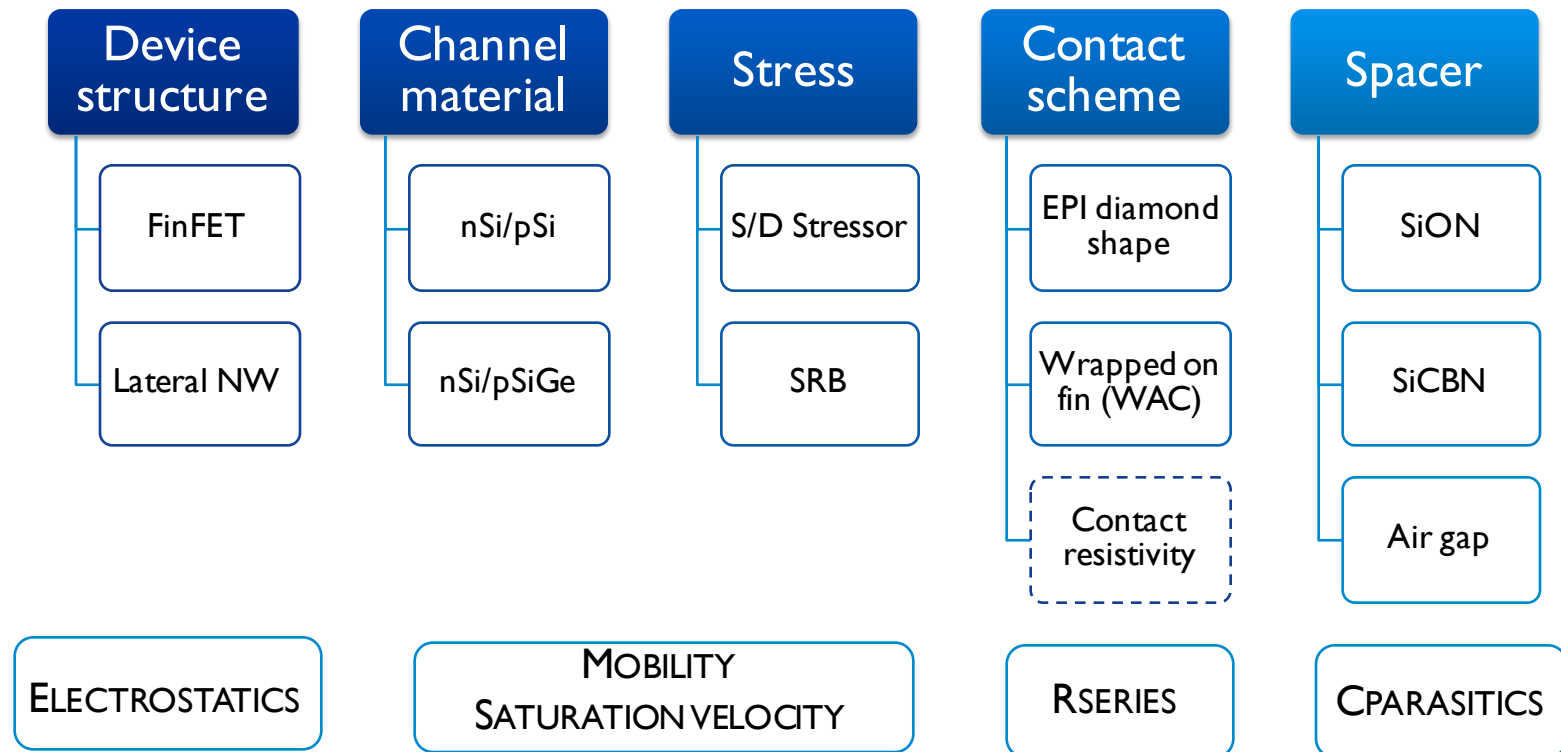 Device
structure
FinFET
Lateral NW
Channel
material
nSi/pSi
nSi/pSiGe
Stress
S/D Stressor
SRB
Contact
scheme
EPI diamond
shape
Wrapped on
fin (WAC)
Contact
resistivity
Spacer
SiON
SiCBN
Air gap
ELECTROSTATICS
MOBILITY
SATURATION VELOCITY
RSERIES
CPARASITICS